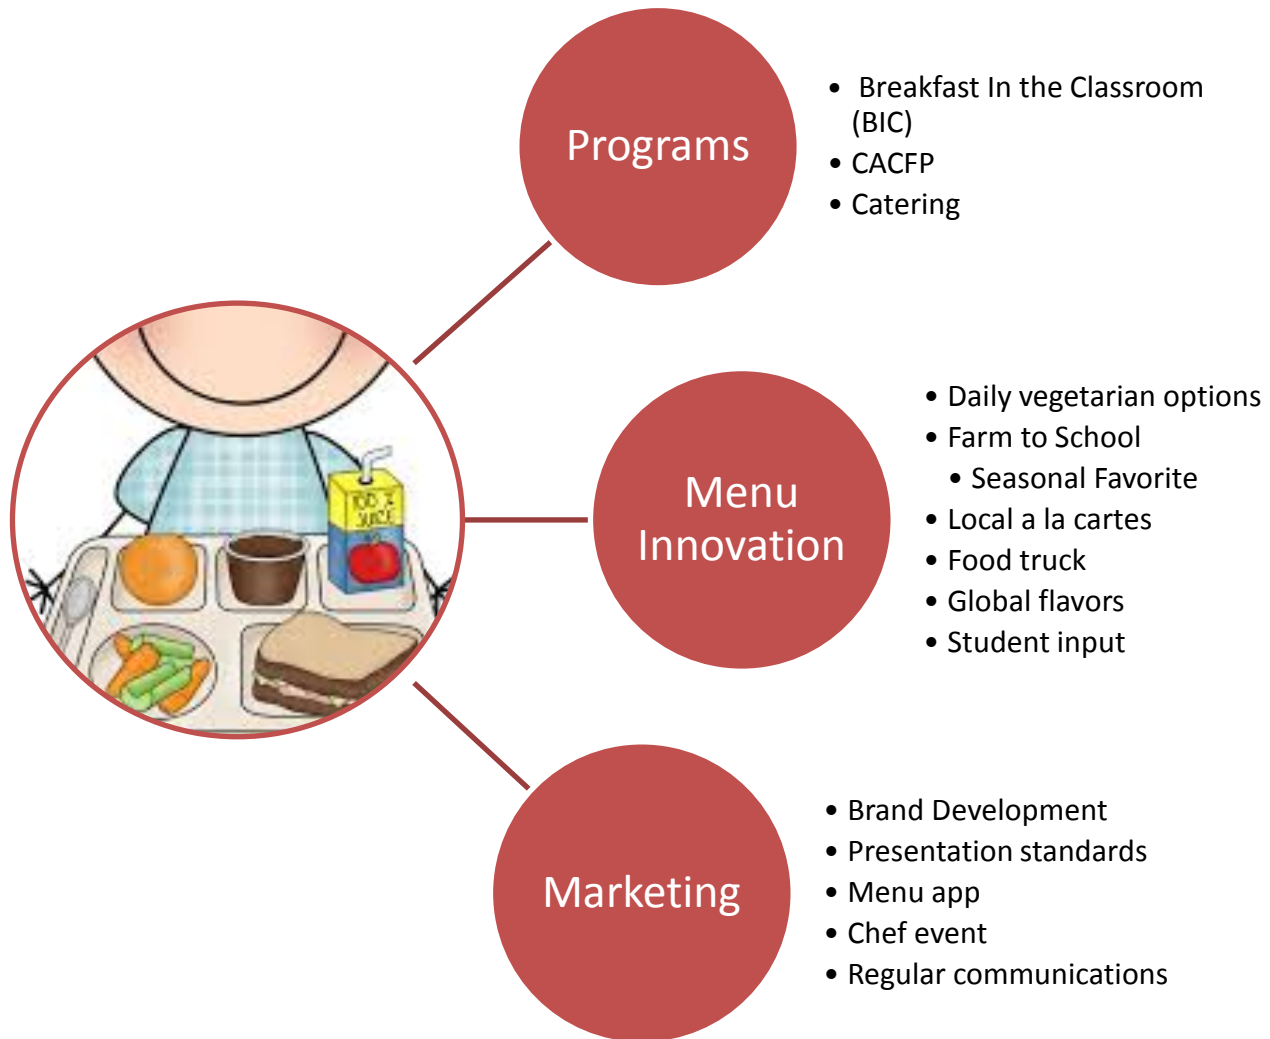 Programs
• Breakfast In the Classroom
(BIC)
• CACFP
• Catering
100 %
JUICE
Menu
Innovation
• Daily vegetarian options
• Farm to School
• Seasonal Favorite
• Local a la cartes
• Food truck
• Global flavors
• Student input
Marketing
• Brand Development
• Presentation standards
• Menu app
• Chef event
• Regular communications